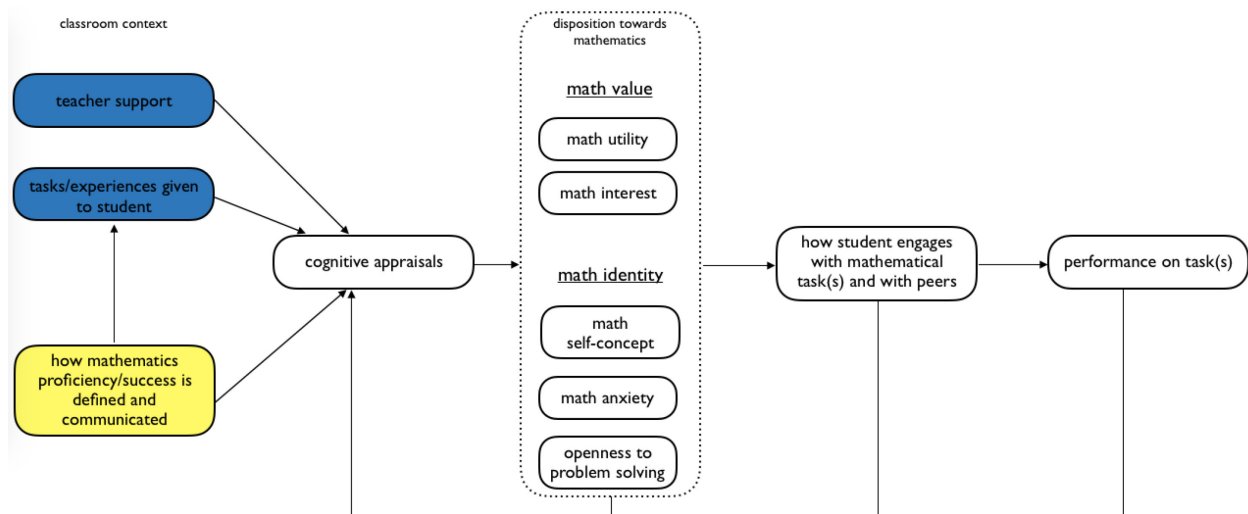 classroom context
teacher support
tasks/experiences given
to student
how mathematics
proficiency/success is
defined and
communicated
cognitive appraisals
disposition towards
mathematics
math value
math utility
math interest
math identity
math
self-concept
math anxiety
openness to
problem solving
how student engages
with mathematical
task(s) and with peers
performance on task(s)